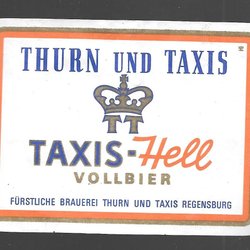 THURN UND TAXIS
TT
TAXIS-Hell
VOLLBIER
FÜRSTLICHE BRAUEREI THURN UND TAXIS REGENSBURG